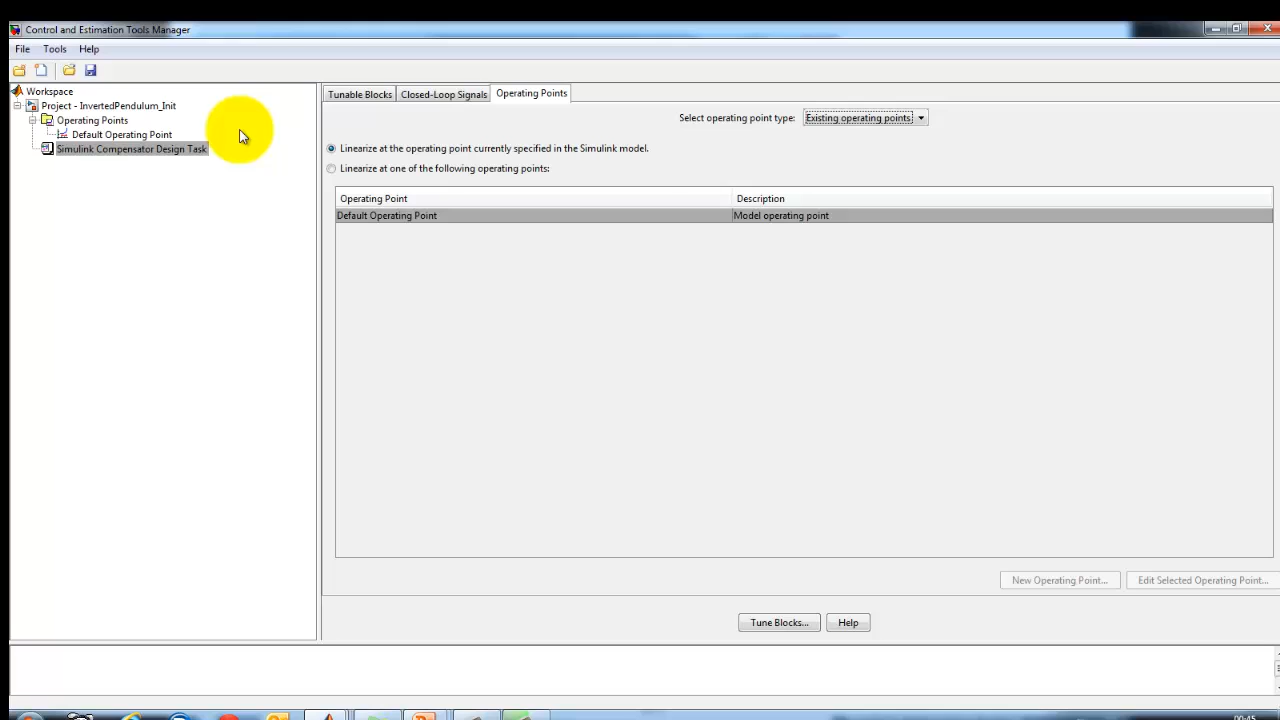 Control and Estimation Tools Manager
File Tools Help
Workspace
Project - InvertedPendulum_Init
Operating Points
Default Operating Point
Simulink Compensator Design Task
Tunable Blocks Closed-Loop Signals Operating Points
Select operating point type: Existing operating points
Linearize at the operating point currently specified in the Simulink model.
Linearize at one of the following operating points:
Operating Point Description
Default Operating Point Model operating point
New Operating Point... Edit Selected Operating Point...
Tune Blocks... Help
00:45